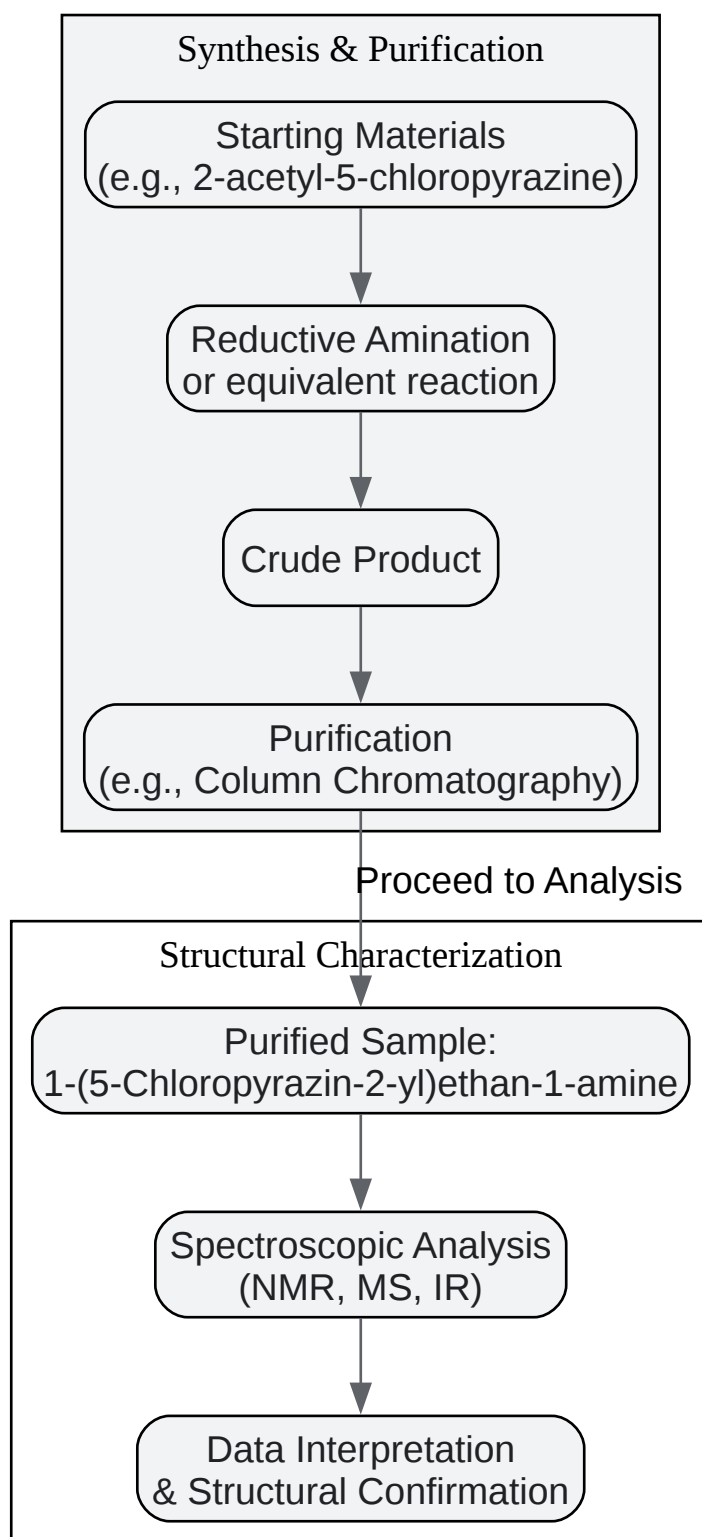 Synthesis & Purification
Starting Materials
(e.g., 2-acetyl-5-chloropyrazine)
Reductive Amination
or equivalent reaction
Crude Product
Purification
(e.g., Column Chromatography)
Proceed to Analysis
Structural Characterization
Purified Sample:
1-(5-Chloropyrazin-2-yl)ethan-1-amine
Spectroscopic Analysis
(NMR, MS, IR)
Data Interpretation
& Structural Confirmation